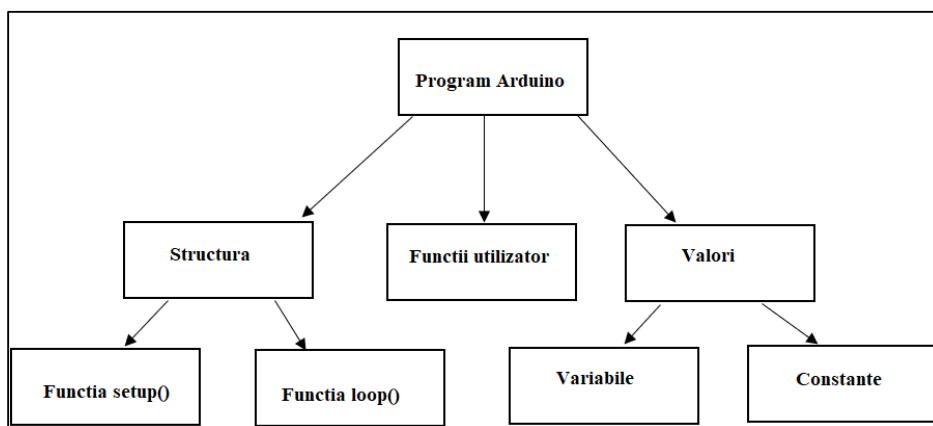 Program Arduino
Structura
Functii utilizator
Valori
Functia setup()
Functia loop()
Variabile
Constante